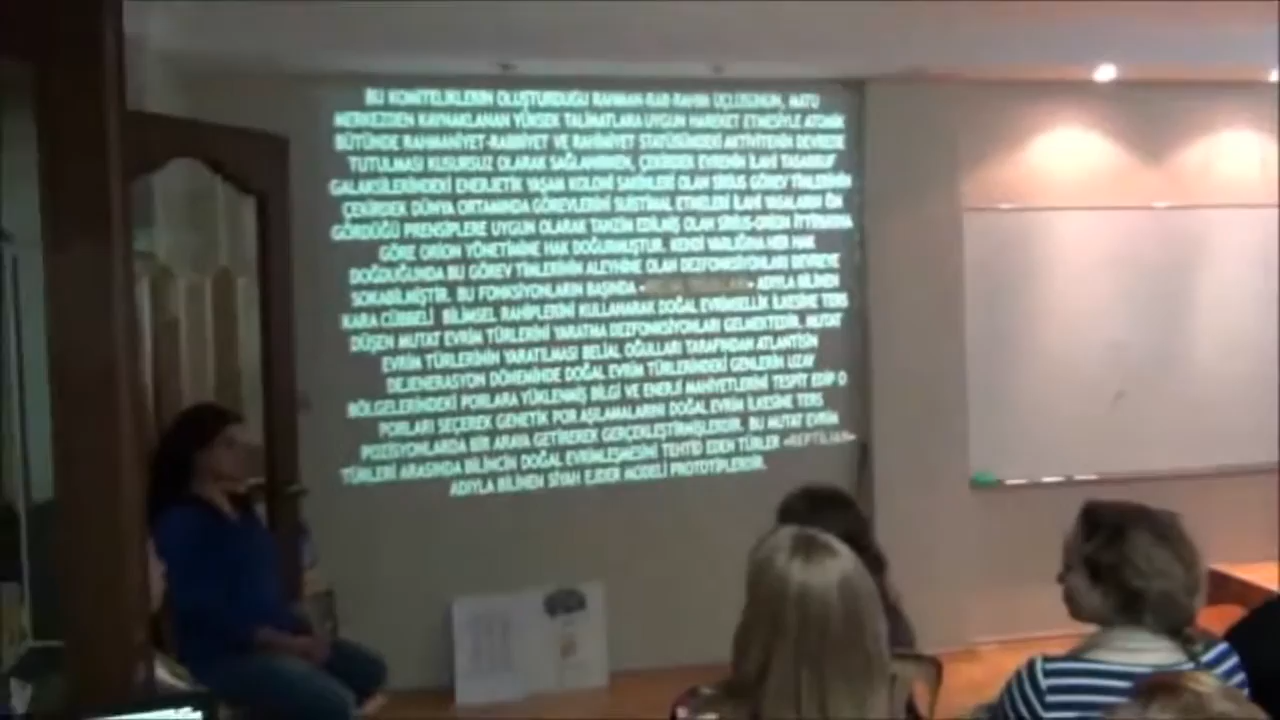 BU KOMİTELİKLERİN OLUŞTURDUĞU RAHMAN-RAB-RAHİM ÜÇLÜSÜNÜN,
MERKEZDEN KAYNAKLANAN YÜKSEK TALİMATLARA UYGUN HAREKET ETMESİYLE ATOMİK
BÜTÜNDE RAHMANİYET-RABBİYET VE RAHİMİYET STATÜSÜNDEKİ AKTİVİTENİN DEVREDE
TUTULMASI KUSURSUZ OLARAK SAĞLANIRKEN, ÇEKİRDEK EVRENİN İLAHİ TASARRUF
GALAKSİLERİNDEKİ ENERJETİK YAŞAM KOLONİ SAKİNLERİ OLAN SİRİUS GÖREV TİMLERİNİN
ÇEKİRDEK DÜNYA ORTAMINDA GÖREVLERİNİ SUİSTİMAL ETMELERİ İLAHİ YASALARIN ÖN
GÖRDÜĞÜ PRENSİPLERE UYGUN OLARAK TANZİM EDİLMİŞ OLAN SİRİUS-ORİON İTTİFAKINA
GÖRE ORİON YÖNETİMİNE HAK DOĞURMUŞTUR. KENDİ VARLIĞINA HER HAK
DOĞDUĞUNDA BU GÖREV TİMLERİNİN ALEYHİNE OLAN DEZFONKSİYONLARI DEVREYE
SOKABİLMİŞTİR. BU FONKSİYONLARIN BAŞINDA ADIYLA BİLİNEN
KARA CÜBBELİ BİLİMSEL RAHİPLERİNİ KULLANARAK DOĞAL EVRİMSELLİK İLKESİNE TERS
DÜŞEN MUTAT EVRİM TÜRLERİNİ YARATMA DEZFONKSİYONLARI GELMEKTEDİR. MUTAT
EVRİM TÜRLERİNİN YARATILMASI BELİAL OĞULLARI TARAFINDAN ATLANTİSİN
DEJENERASYON DÖNEMİNDE DOĞAL EVRİM TÜRLERİNDEKİ GENLERİN UZAY
BÖLGELERİNDEKİ PORLARA YÜKLENMİŞ BİLGİ VE ENERJİ MAHİYETLERİNİ TESPİT EDİP O
PORLARI SEÇEREK GENETİK POR AŞILAMALARIN DOĞAL EVRİM İLKESİNE TERS
POZİSYONLARDA BİR ARAYA GETİREREK GERÇEKLEŞTİRMİŞLERDİR. BU MUTAT EVRİM
TÜRLERİ ARASINDA BİLİNCİN DOĞAL EVRİMLEŞMESİNİ TEHTİD EDEN TÜRLER «REPTİLİAN»
ADIYLA BİLİNEN SİYAH EJDER MODELİ PROTOTİPLERDİR.